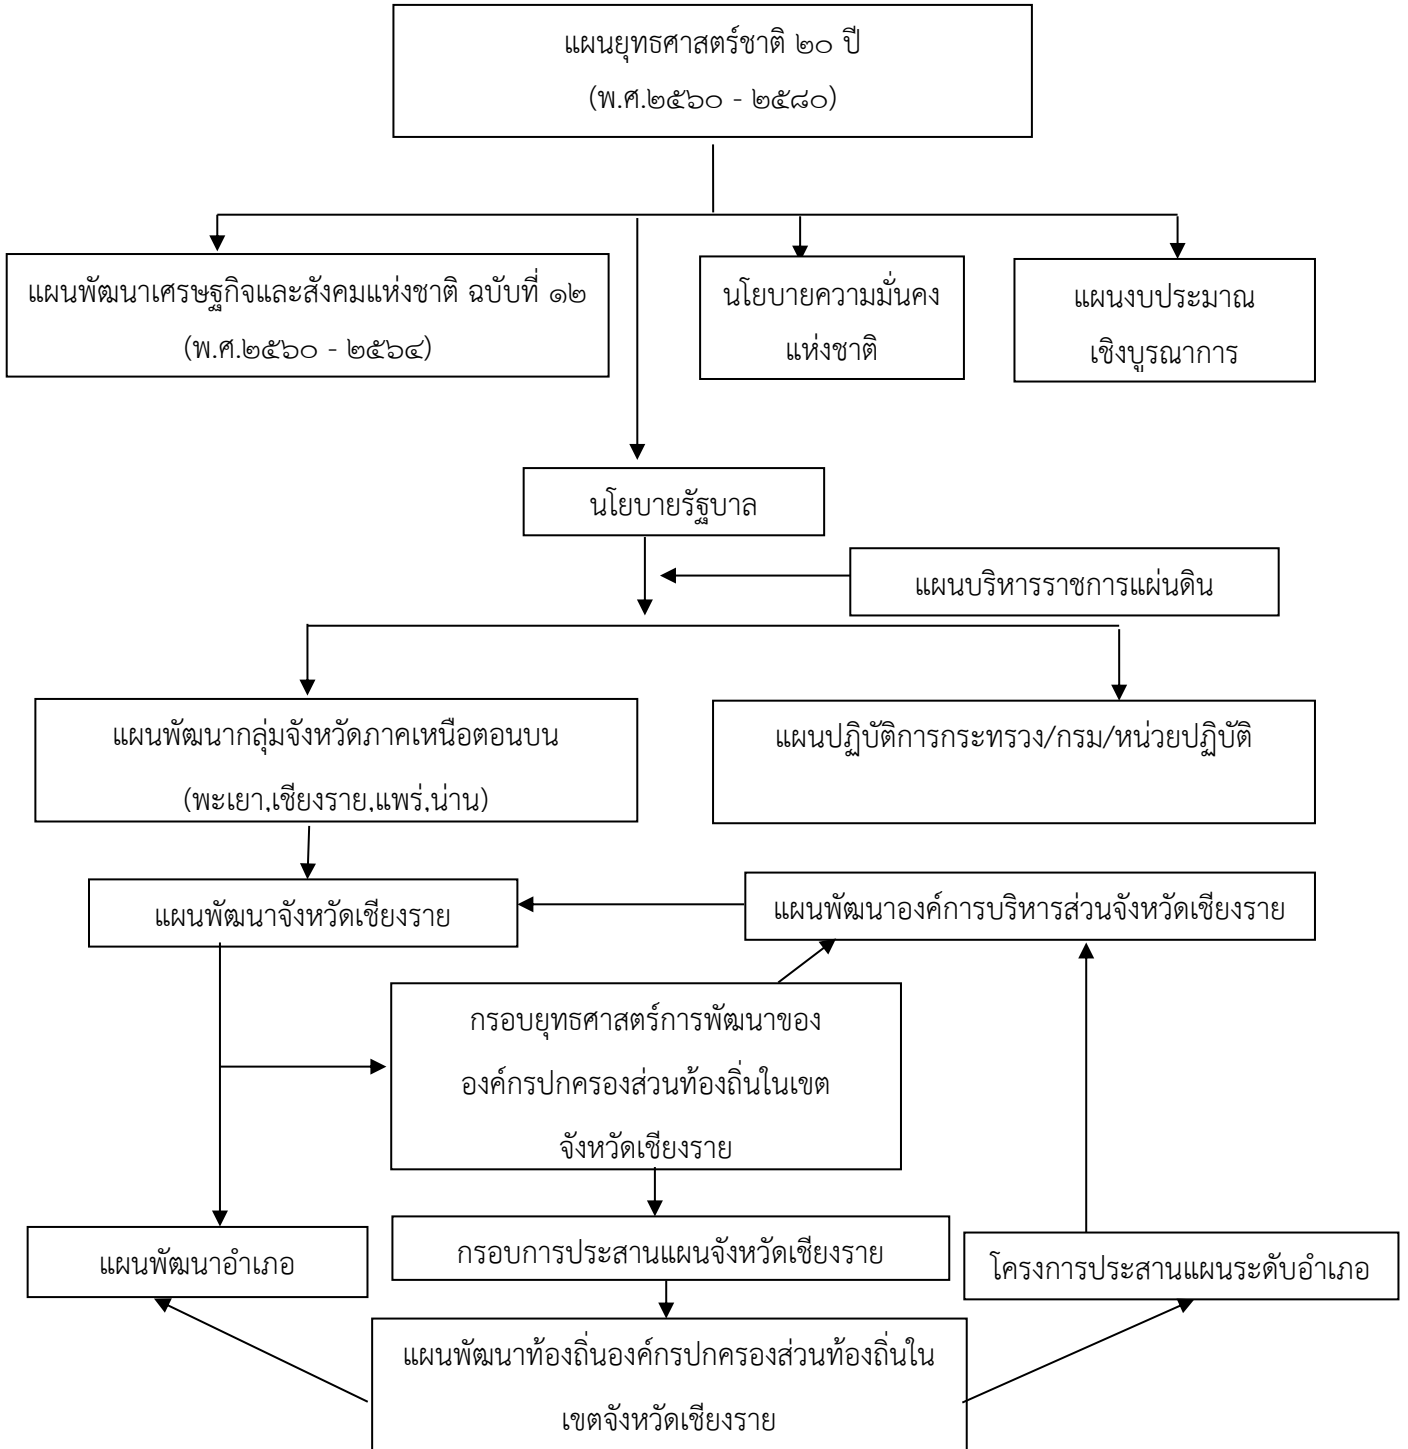 แผนยุทธศาสตร์ชาติ ๒๐ ปี
(พ.ศ.๒๕๖๐ - ๒๕๘๐)
แผนพัฒนาเศรษฐกิจและสังคมแห่งชาติ ฉบับที่ ๑๒
(พ.ศ.๒๕๖๐ - ๒๕๖๔)
นโยบายความมั่นคง
แห่งชาติ
แผนงบประมาณ
เชิงบูรณาการ
นโยบายรัฐบาล
แผนบริหารราชการแผ่นดิน
แผนพัฒนากลุ่มจังหวัดภาคเหนือตอนบน
(พะเยา,เชียงราย,แพร่,น่าน)
แผนปฏิบัติการกระทรวง/กรม/หน่วยปฏิบัติ
แผนพัฒนาจังหวัดเชียงราย
แผนพัฒนาองค์การบริหารส่วนจังหวัดเชียงราย
กรอบยุทธศาสตร์การพัฒนาของ
องค์กรปกครองส่วนท้องถิ่นในเขต
จังหวัดเชียงราย
แผนพัฒนาอำเภอ
กรอบการประสานแผนจังหวัดเชียงราย
โครงการประสานแผนระดับอำเภอ
แผนพัฒนาท้องถิ่นองค์กรปกครองส่วนท้องถิ่นใน
เขตจังหวัดเชียงราย